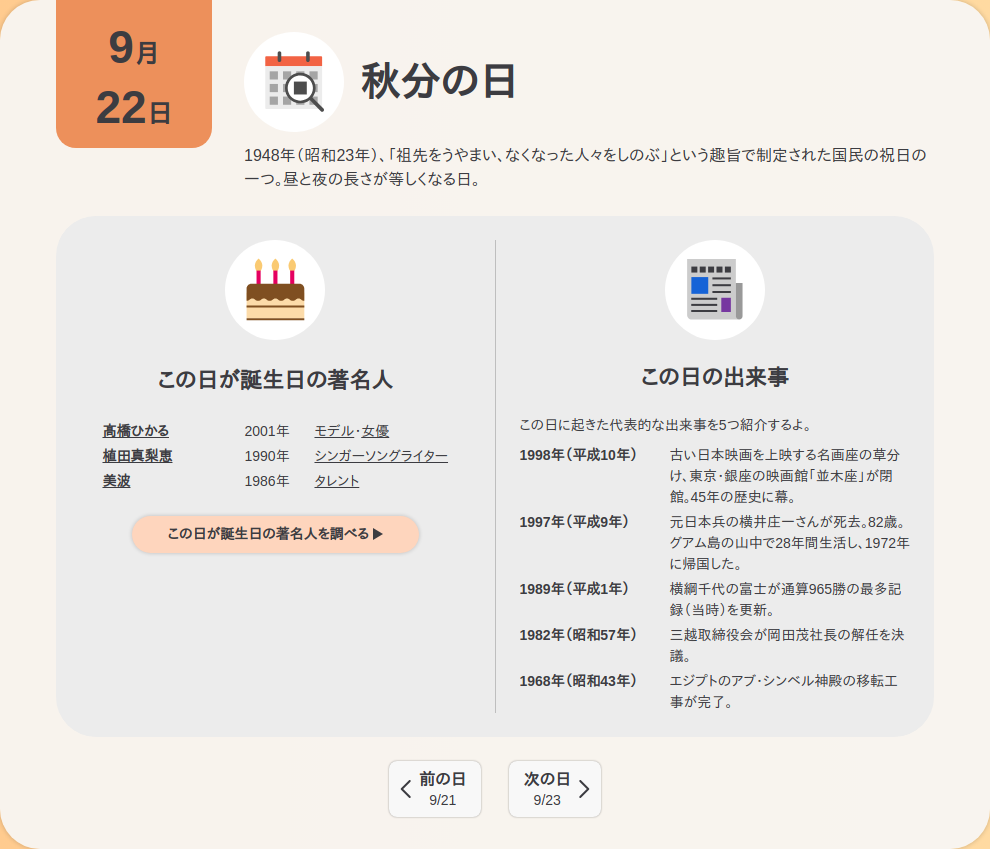 9月
22日
秋分の日
1948年（昭和23年）、「祖先をうやまい、なくなった人々をしのぶ」という趣旨で制定された国民の祝日の
一つ。昼と夜の長さが等しくなる日。
この日が誕生日の著名人
髙橋ひかる 2001年 モデル・女優
植田真梨恵 1990年 シンガーソングライター
美波 1986年 タレント
この日が誕生日の著名人を調べる▶
この日の出来事
この日に起きた代表的な出来事を5つ紹介するよ。
1998年（平成10年） 古い日本映画を上映する名画座の草分
け、東京・銀座の映画館「並木座」が閉
館。45年の歴史に幕。
1997年（平成9年） 元日本兵の横井庄一さんが死去。82歳。
グアム島の山中で28年間生活し、1972年
に帰国した。
1989年（平成1年） 横綱千代の富士が通算965勝の最多記
録（当時）を更新。
1982年（昭和57年） 三越取締役会が岡田茂社長の解任を決
議。
1968年（昭和43年） エジプトのアブ・シンベル神殿の移転工
事が完了。
前の日
9/21
次の日
9/23